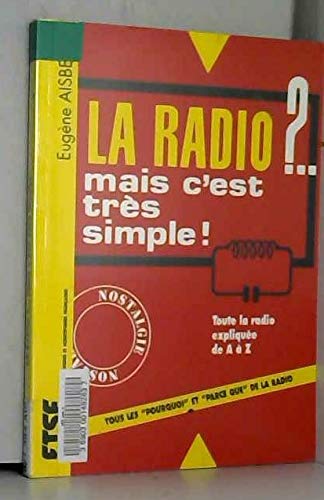 Eugène AISBE
LA RADIO ?..
mais c'est
très
simple!
NOSTALGIE
NOS
Toute la radio
expliquée
de A à Z
TOUS LES "POURQUOI" ET "PARCE QUE" DE LA RADIO
ETSF